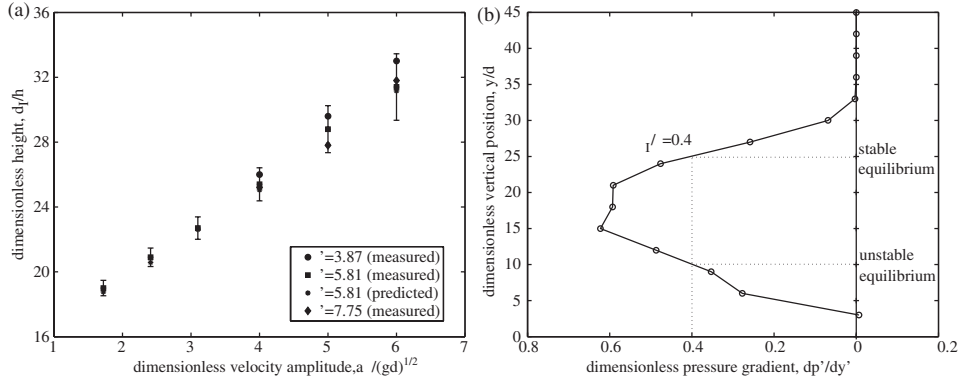 (a)
36
32
28
24
20
16
dimensionless height, d_I/h
1 2 3 4 5 6 7
dimensionless velocity amplitude,a /(gd)^1/2
’=3.87 (measured)
’=5.81 (measured)
’=5.81 (predicted)
’=7.75 (measured)
(b)
45
40
35
30
25
20
15
10
5
0
dimensionless vertical position, y/d
0.8 0.6 0.4 0.2 0 0.2
dimensionless pressure gradient, dp’/dy’
I/ =0.4
stable
equilibrium
unstable
equilibrium